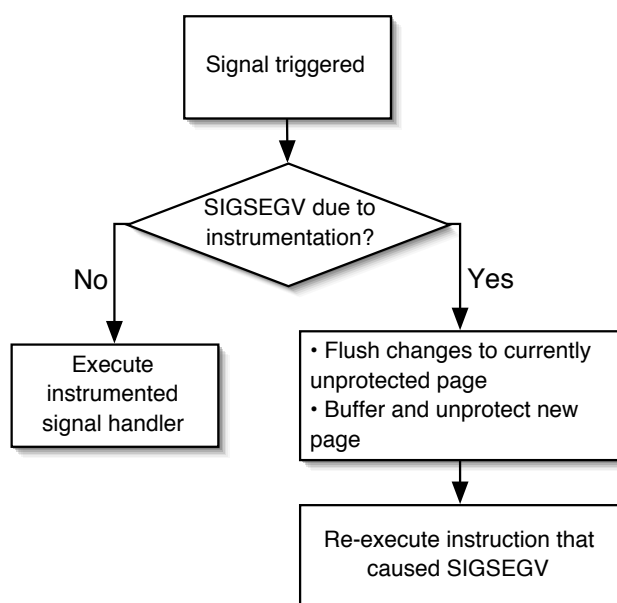 Signal triggered
SIGSEGV due to
instrumentation?
No
Yes
Execute
instrumented
signal handler
• Flush changes to currently
unprotected page
• Buffer and unprotect new
page
Re-execute instruction that
caused SIGSEGV